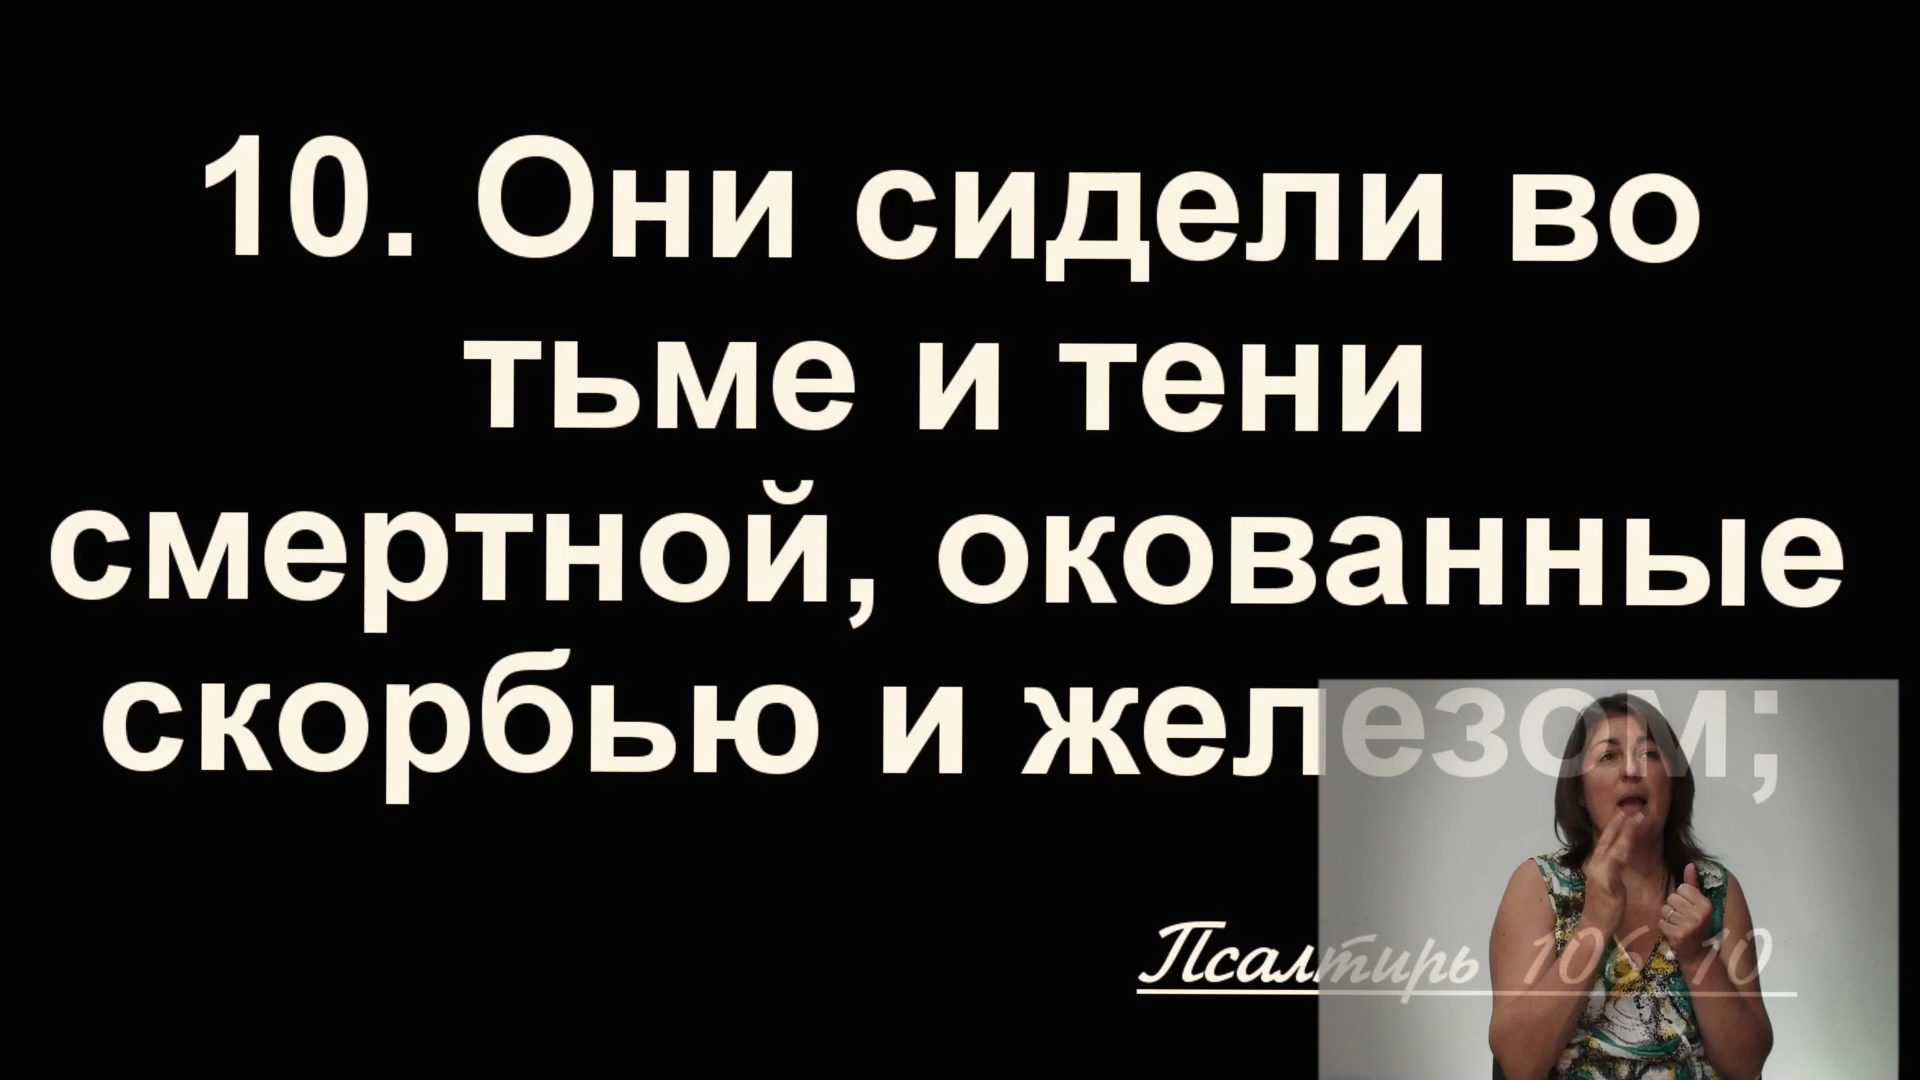 10. Они сидели во
тьме и тени
смертной, окованные
скорбью и железом;
Псалтирь 106:10